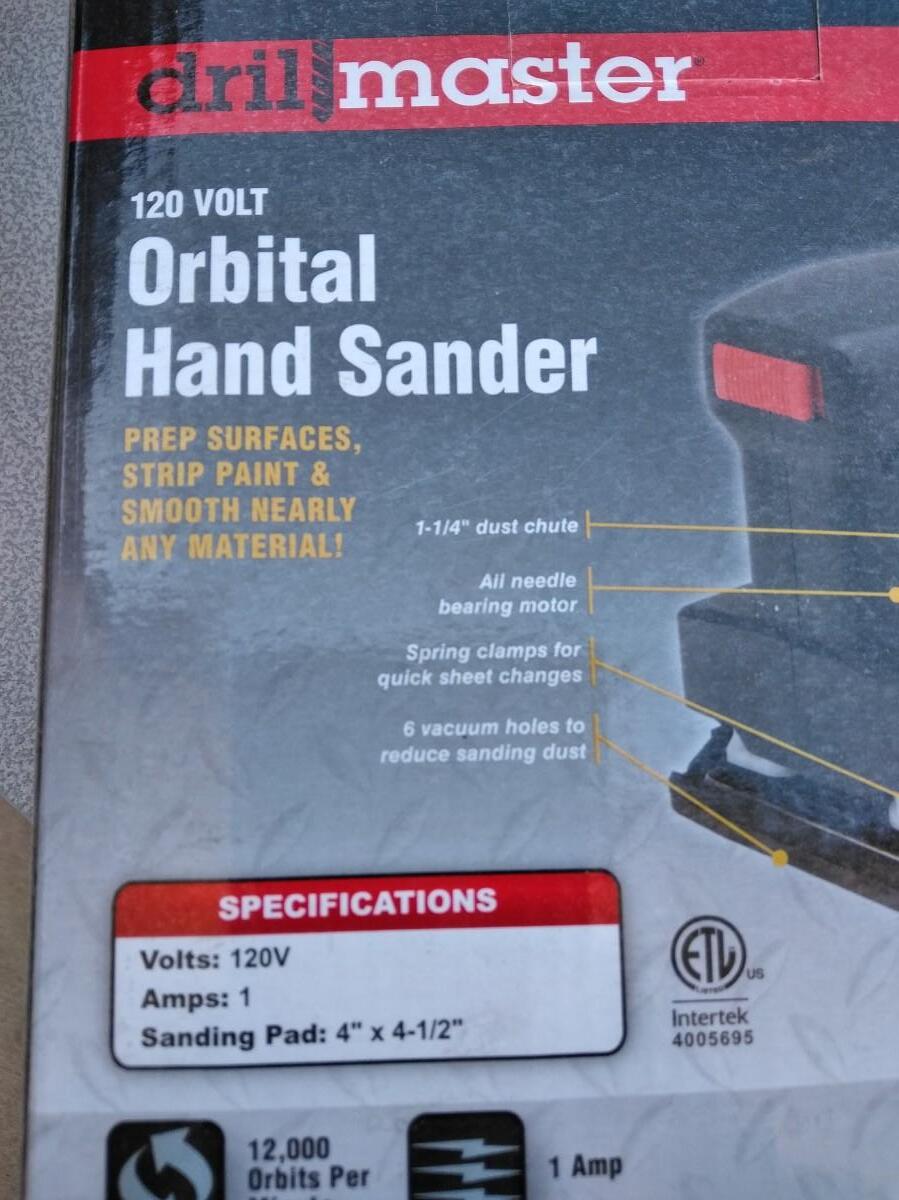 drillmaster®
120 VOLT
Orbital
Hand Sander
PREP SURFACES,
STRIP PAINT &
SMOOTH NEARLY
ANY MATERIAL!
1-1/4" dust chute
All needle
bearing motor
Spring clamps for
quick sheet changes
6 vacuum holes to
reduce sanding dust
SPECIFICATIONS
Volts: 120V
Amps: 1
Sanding Pad: 4" x 4-1/2"
ETL
LISTED
US
Intertek
4005695
12,000
Orbits Per
1 Amp